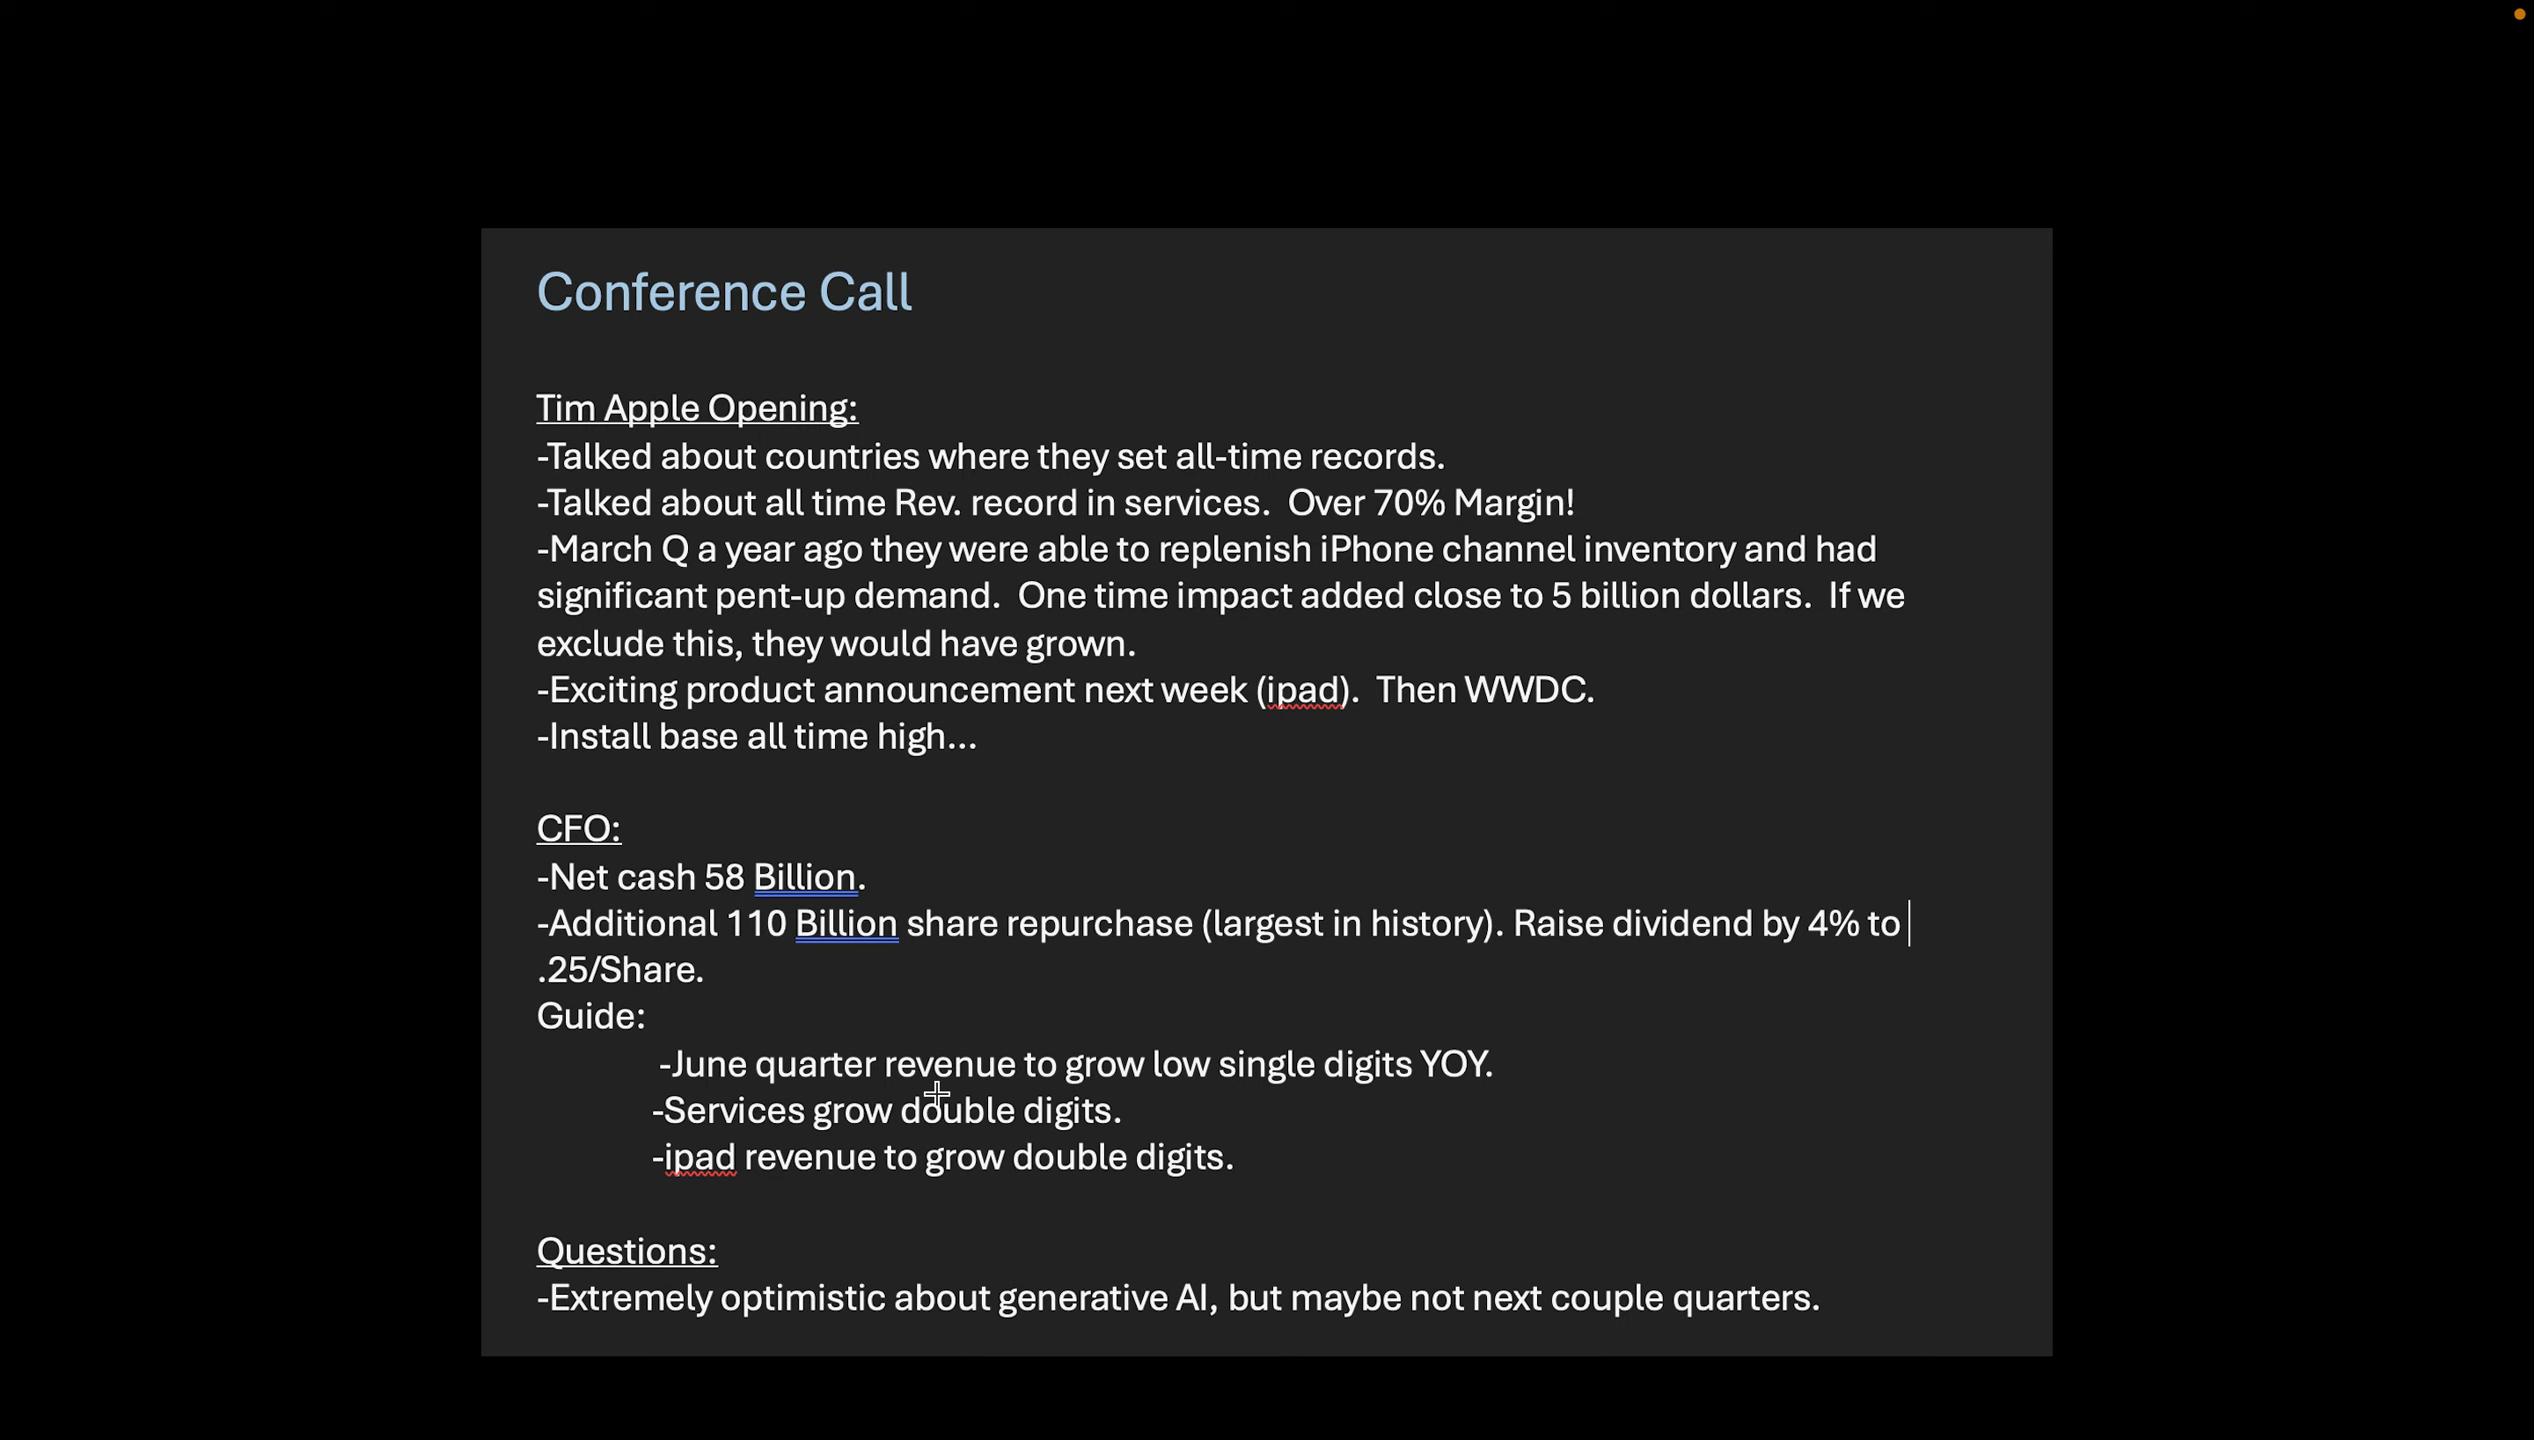 Conference Call
Tim Apple Opening:
-Talked about countries where they set all-time records.
-Talked about all time Rev. record in services.  Over 70% Margin!
-March Q a year ago they were able to replenish iPhone channel inventory and had
significant pent-up demand.  One time impact added close to 5 billion dollars.  If we
exclude this, they would have grown.
-Exciting product announcement next week (ipad).  Then WWDC.
-Install base all time high...
CFO:
-Net cash 58 Billion.
-Additional 110 Billion share repurchase (largest in history). Raise dividend by 4% to
.25/Share.
Guide:
-June quarter revenue to grow low single digits YOY.
-Services grow double digits.
-ipad revenue to grow double digits.
Questions:
-Extremely optimistic about generative AI, but maybe not next couple quarters.